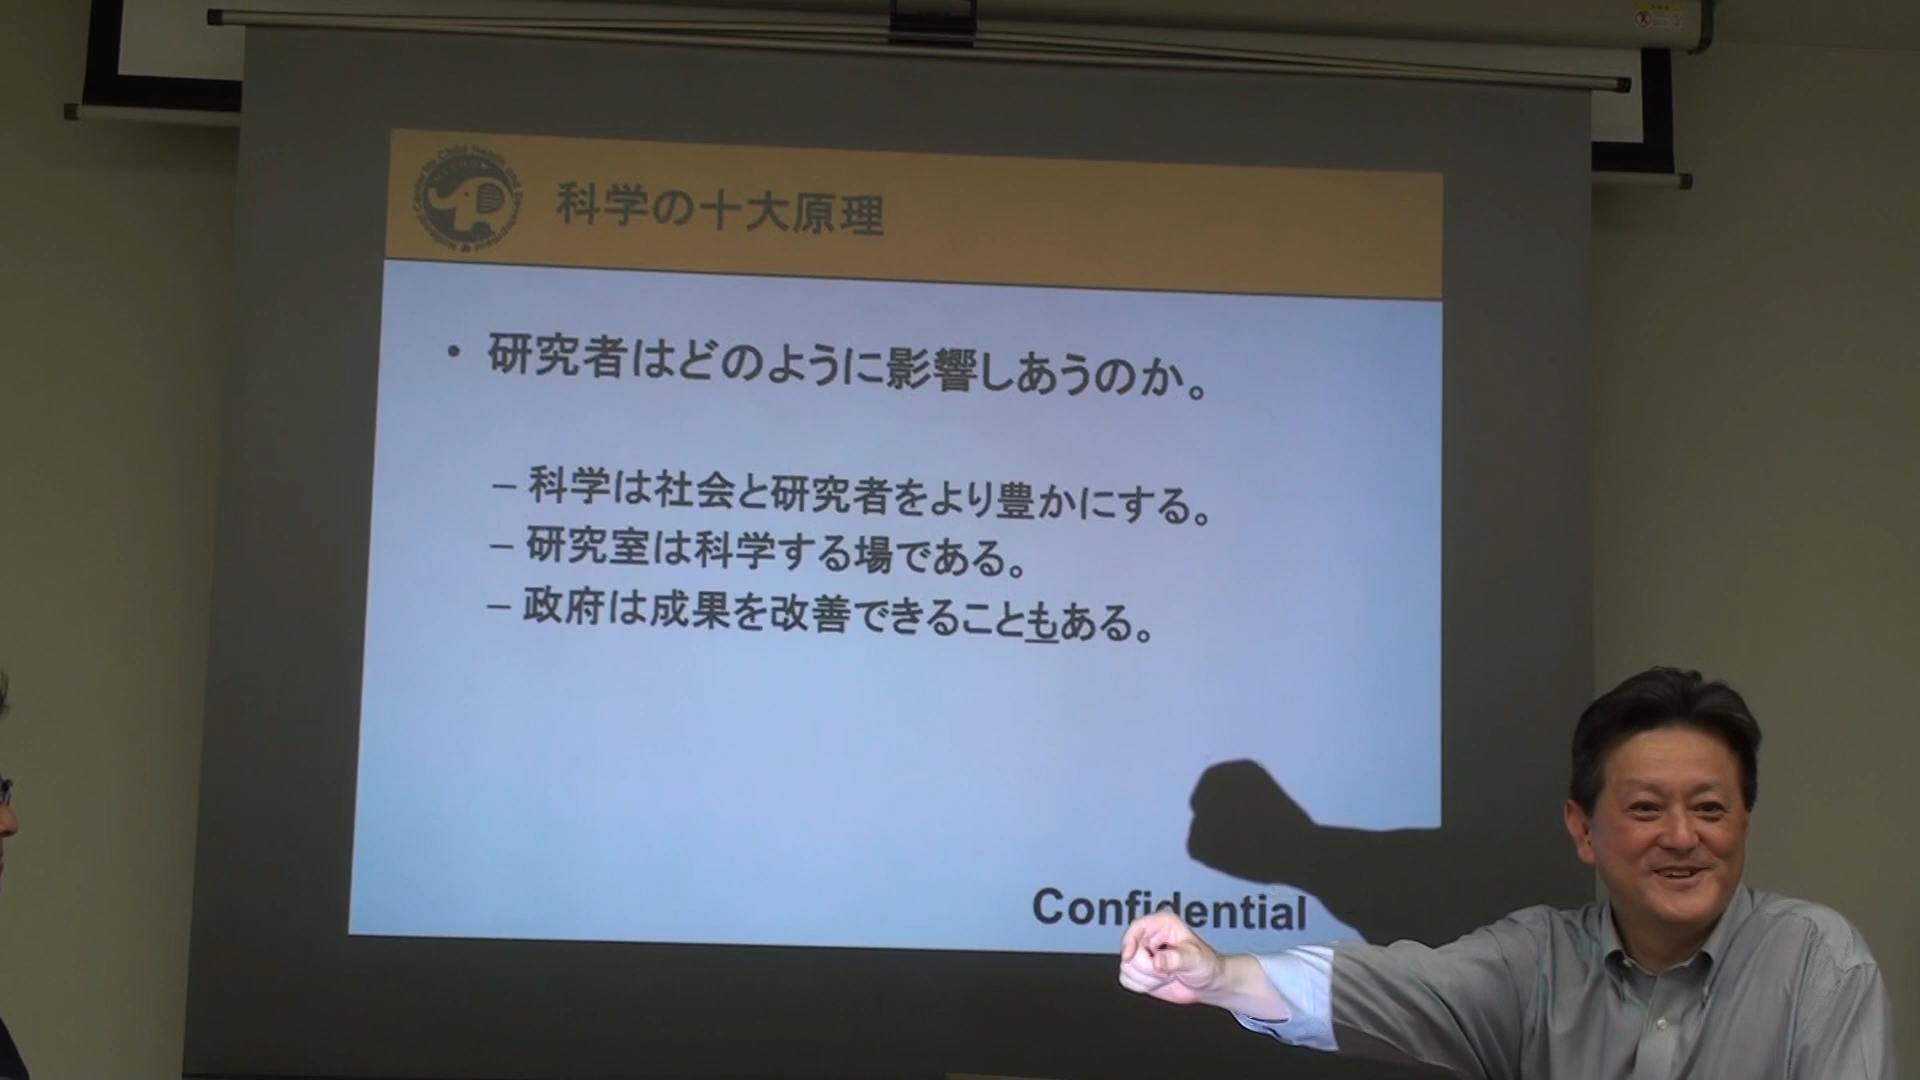 科学の十大原理
• 研究者はどのように影響しあうのか。
– 科学は社会と研究者をより豊かにする。
– 研究室は科学する場である。
– 政府は成果を改善できることもある。
Confidential